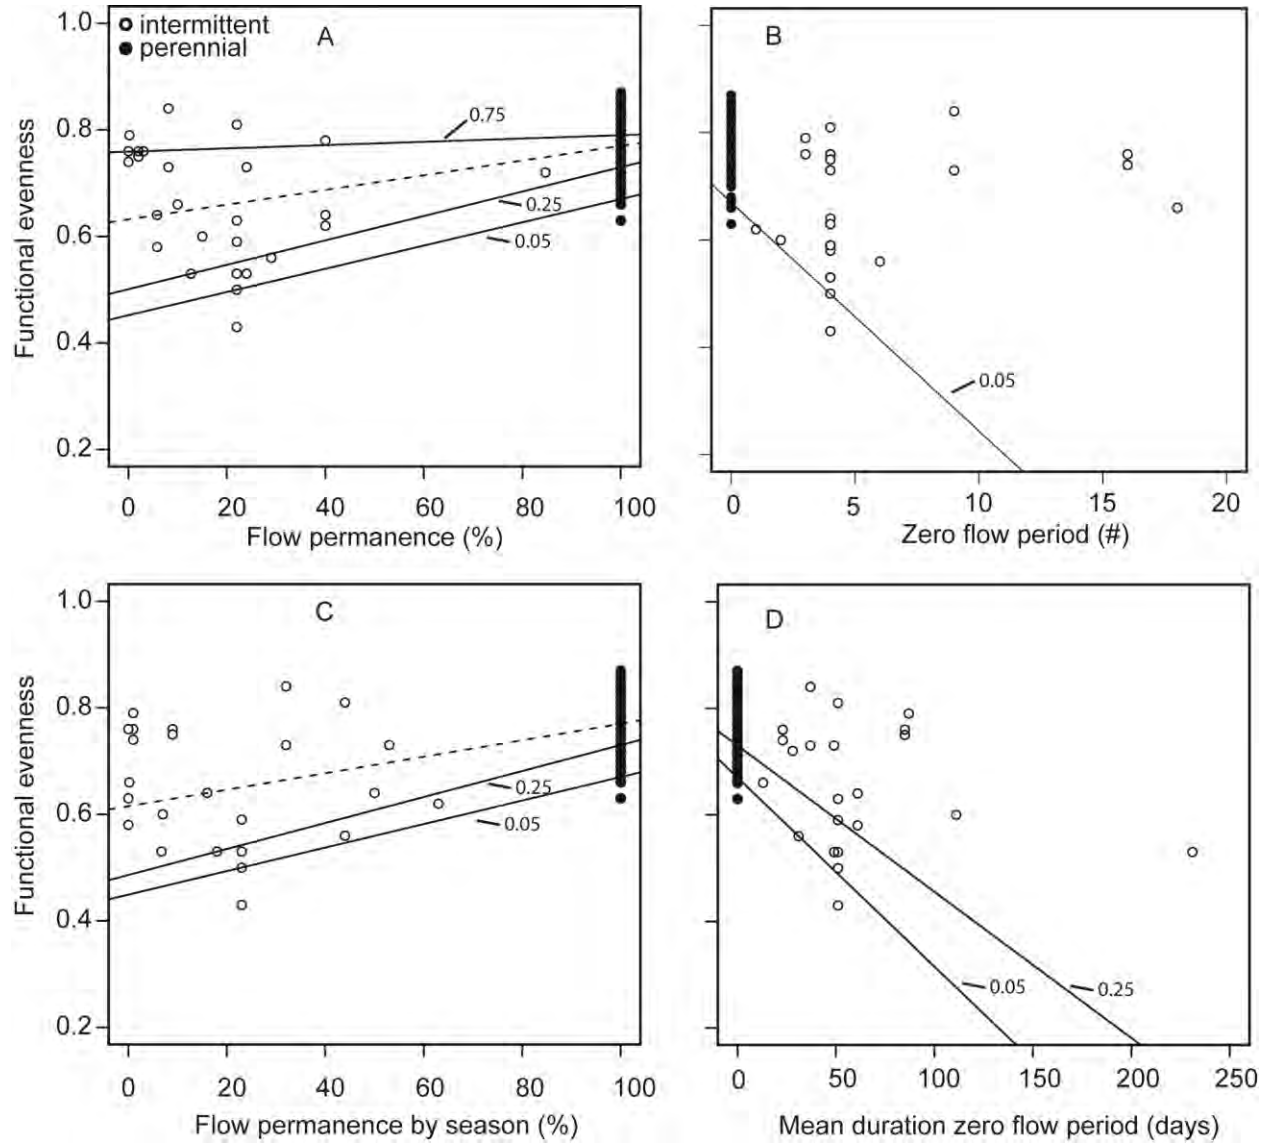 intermittent
perennial
A
1.0
0.8
0.6
0.4
0.2
Functional evenness
0.75
0.25
0.05
0 20 40 60 80 100
Flow permanence (%)
B
0.05
0 5 10 15 20
Zero flow period (#)
C
1.0
0.8
0.6
0.4
0.2
Functional evenness
0.25
0.05
0 20 40 60 80 100
Flow permanence by season (%)
D
0.05
0.25
0 50 100 150 200 250
Mean duration zero flow period (days)